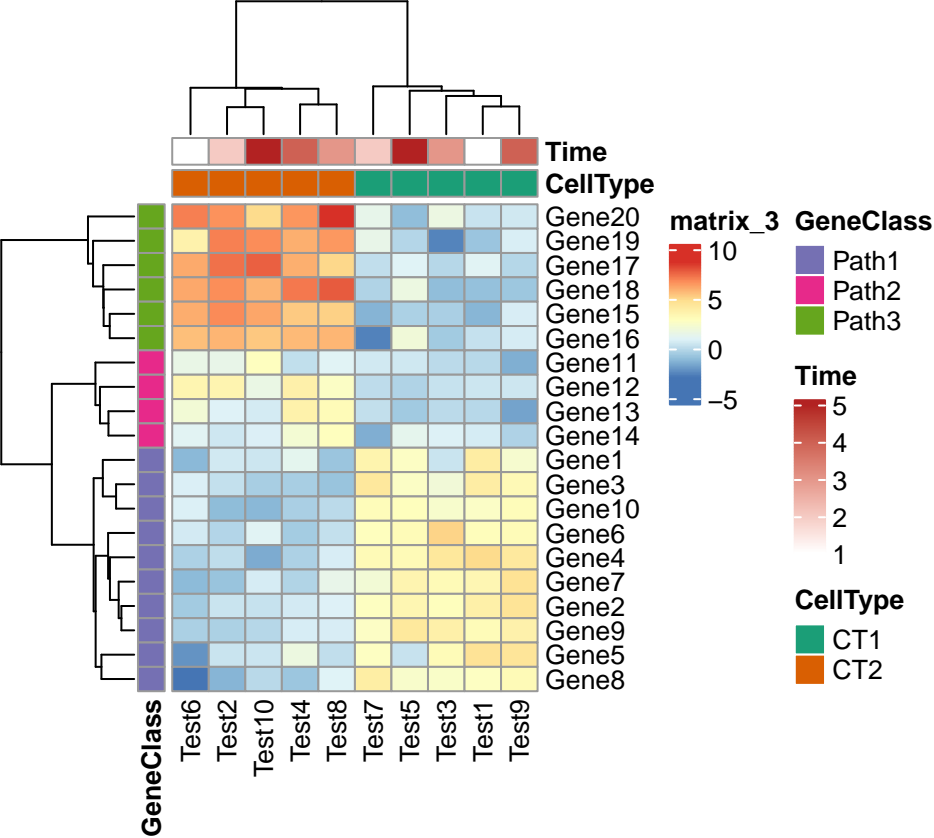 Time
CellType
Gene20
Gene19
Gene17
Gene18
Gene15
Gene16
Gene11
Gene12
Gene13
Gene14
Gene1
Gene3
Gene10
Gene6
Gene4
Gene7
Gene2
Gene9
Gene5
Gene8
GeneClass
Test6
Test2
Test10
Test4
Test8
Test7
Test5
Test3
Test1
Test9
matrix_3
10
5
0
−5
GeneClass
Path1
Path2
Path3
Time
5
4
3
2
1
CellType
CT1
CT2